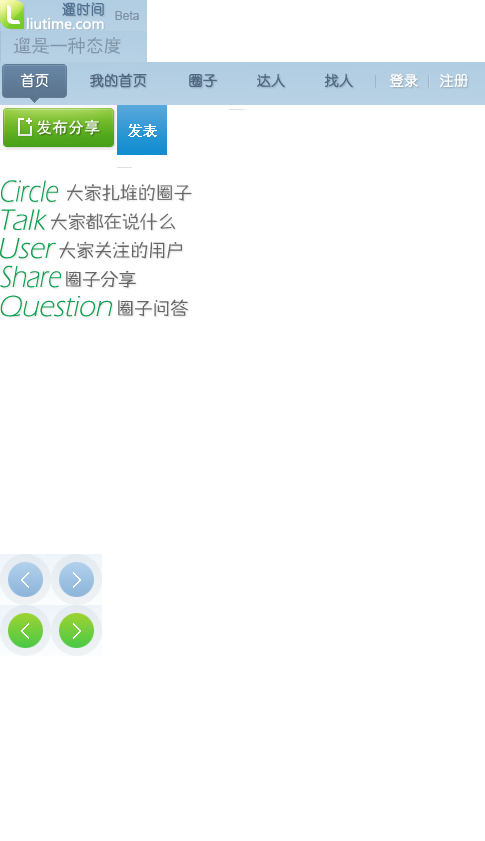 遛时间
liutime.com Beta
遛是一种态度
首页 我的首页 圈子 达人 找人 登录 注册
发布分享 发表
Circle 大家扎堆的圈子
Talk 大家都在说什么
User 大家关注的用户
Share 圈子分享
Question 圈子问答